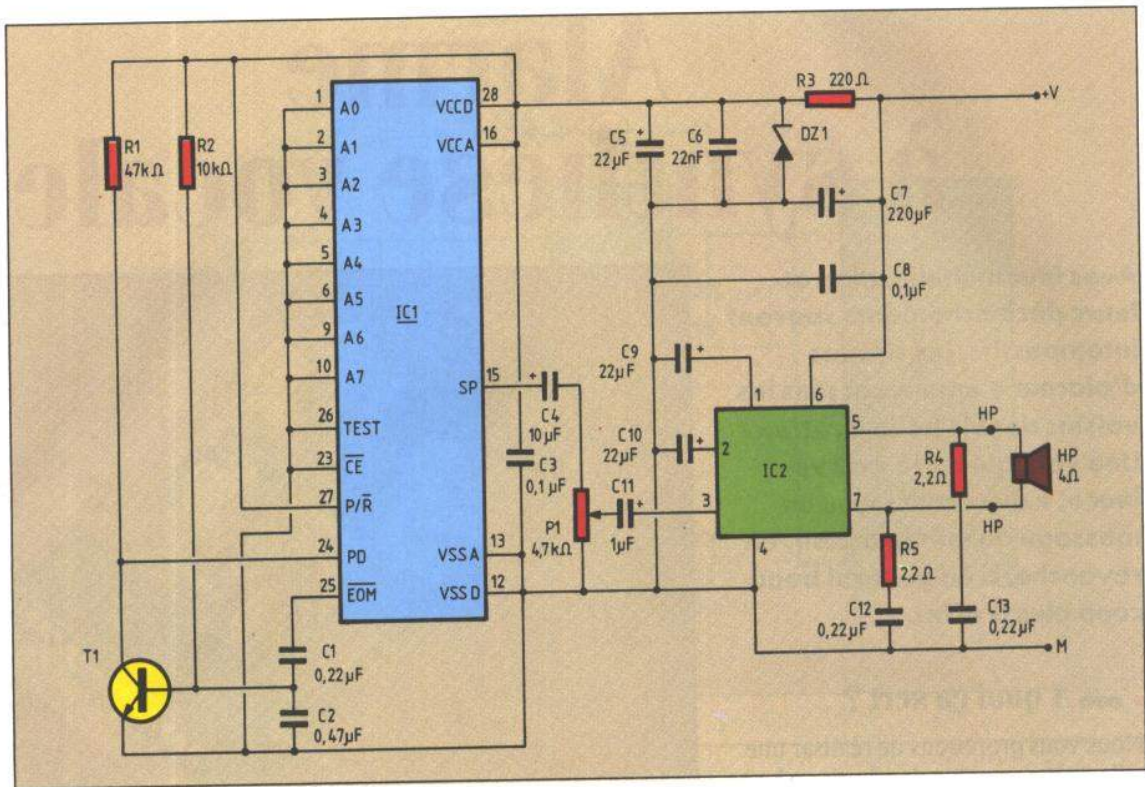 R1
47kΩ
R2
10kΩ
1
A0
2
A1
3
A2
4
A3
5
A4
6
A5
9
A6
10
A7
26
TEST
23
CE
27
P/R
24
PD
25
EOM
IC1
VCCD
28
VCCA
16
SP
15
VSSA
13
VSSD
12
T1
C1
0,22µF
C2
0,47µF
+
C4
10µF
C3
0,1µF
P1
4,7kΩ
C11
+
1µF
C5
+
22µF
C6
22nF
DZ1
R3 220Ω
+V
+
C7
220µF
C8
0,1µF
C9
22µF
+
C10
22µF
+
1
6
2
3
4
IC2
5
7
HP
HP
HP
4Ω
R4
2,2Ω
R5
2,2Ω
C12
0,22µF
C13
0,22µF
M